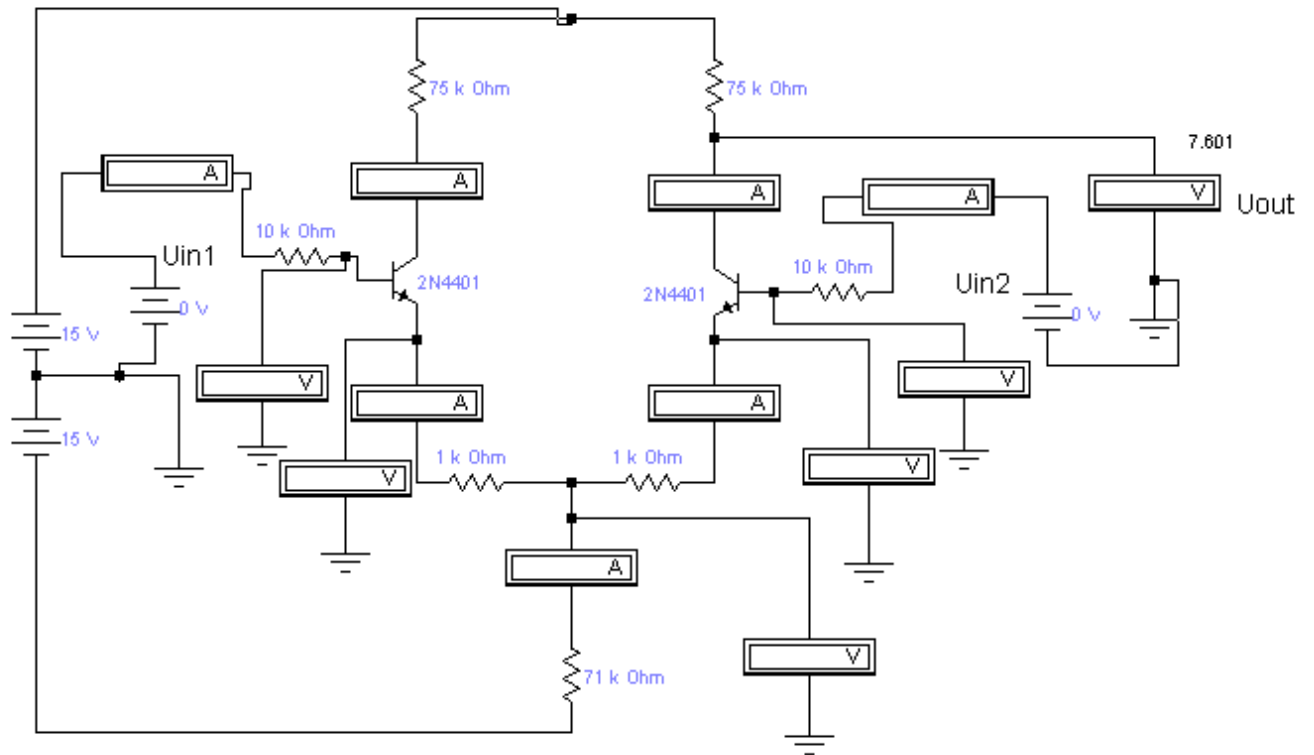 75 k Ohm
75 k Ohm
7.601
A
A
A
A
V
Uout
10 k Ohm
Uin1
2N4401
2N4401
10 k Ohm
Uin2
0 V
0 V
15 V
15 V
V
A
A
V
1 k Ohm
1 k Ohm
V
V
A
V
71 k Ohm